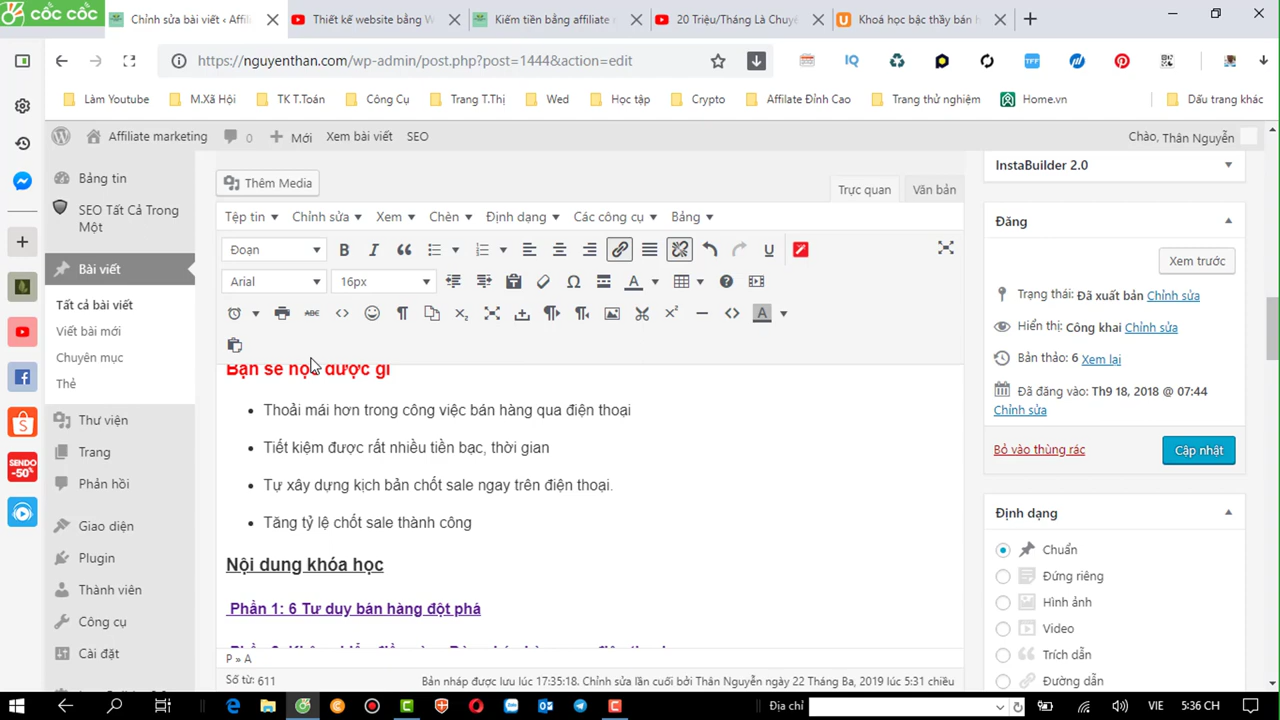 cốc cốc
Chỉnh sửa bài viết ‹ Affili
Thiết kế website bằng W
Kiếm tiền bằng affiliate
20 Triệu/Tháng Là Chuyệ
Khoá học bậc thầy bán h
https://nguyenthan.com/wp-admin/post.php?post=1444&action=edit
IQ
TFF
Làm Youtube
M.Xã Hội
TK T.Toán
Công Cụ
Trang T.Thị
Wed
Học tập
Crypto
Affilate Đỉnh Cao
Trang thử nghiệm
Home.vn
Dấu trang khác
Affiliate marketing
0
Mới
Xem bài viết
SEO
Chào, Thân Nguyễn
Bảng tin
SEO Tất Cả Trong
Một
Bài viết
Tất cả bài viết
Viết bài mới
Chuyên mục
Thẻ
Thư viện
Trang
Phản hồi
Giao diện
Plugin
Thành viên
Công cụ
Cài đặt
SENDO
-50%
Thêm Media
Trực quan
Văn bản
Tệp tin
Chỉnh sửa
Xem
Chèn
Định dạng
Các công cụ
Bảng
Đoạn
Arial
16px
Bạn sẽ học được gì
Thoải mái hơn trong công việc bán hàng qua điện thoại
Tiết kiệm được rất nhiều tiền bạc, thời gian
Tự xây dựng kịch bản chốt sale ngay trên điện thoại.
Tăng tỷ lệ chốt sale thành công
Nội dung khóa học
Phần 1: 6 Tư duy bán hàng đột phá
P » A
Số từ: 611
Bản nháp được lưu lúc 17:35:18. Chỉnh sửa lần cuối bởi Thân Nguyễn ngày 22 Tháng Ba, 2019 lúc 5:31 chiều
InstaBuilder 2.0
Đăng
Xem trước
Trạng thái: Đã xuất bản Chỉnh sửa
Hiển thị: Công khai Chỉnh sửa
Bản thảo: 6 Xem lại
Đã đăng vào: Th9 18, 2018 @ 07:44
Chỉnh sửa
Bỏ vào thùng rác
Cập nhật
Định dạng
Chuẩn
Đứng riêng
Hình ảnh
Video
Trích dẫn
Đường dẫn
Địa chỉ
VIE
5:36 CH